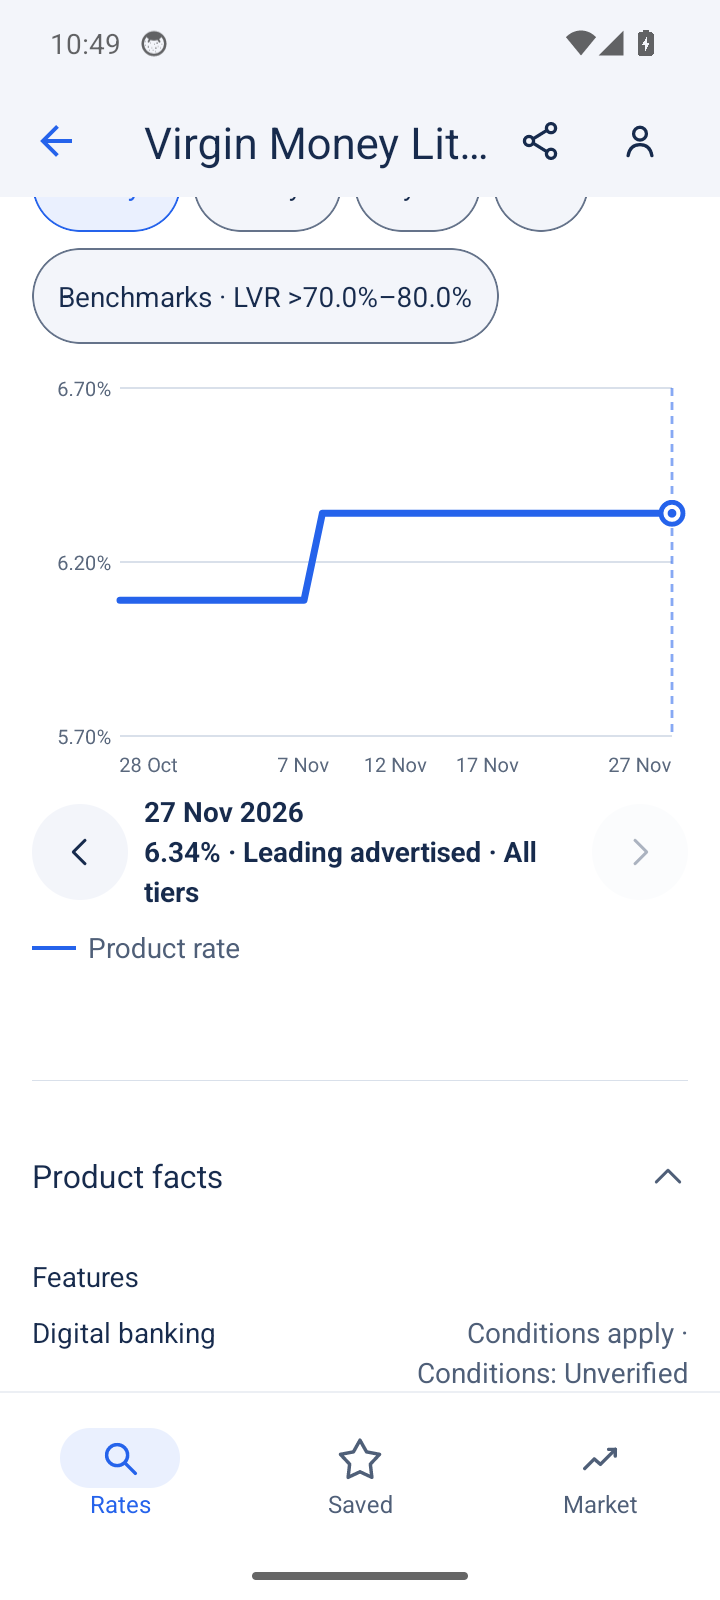 10:49
Virgin Money Lit...
Benchmarks · LVR >70.0%–80.0%
6.70%
6.20%
5.70%
28 Oct 7 Nov 12 Nov 17 Nov 27 Nov
27 Nov 2026
6.34% · Leading advertised · All
tiers
Product rate
Product facts
Features
Digital banking Conditions apply ·
Conditions: Unverified
Rates Saved Market